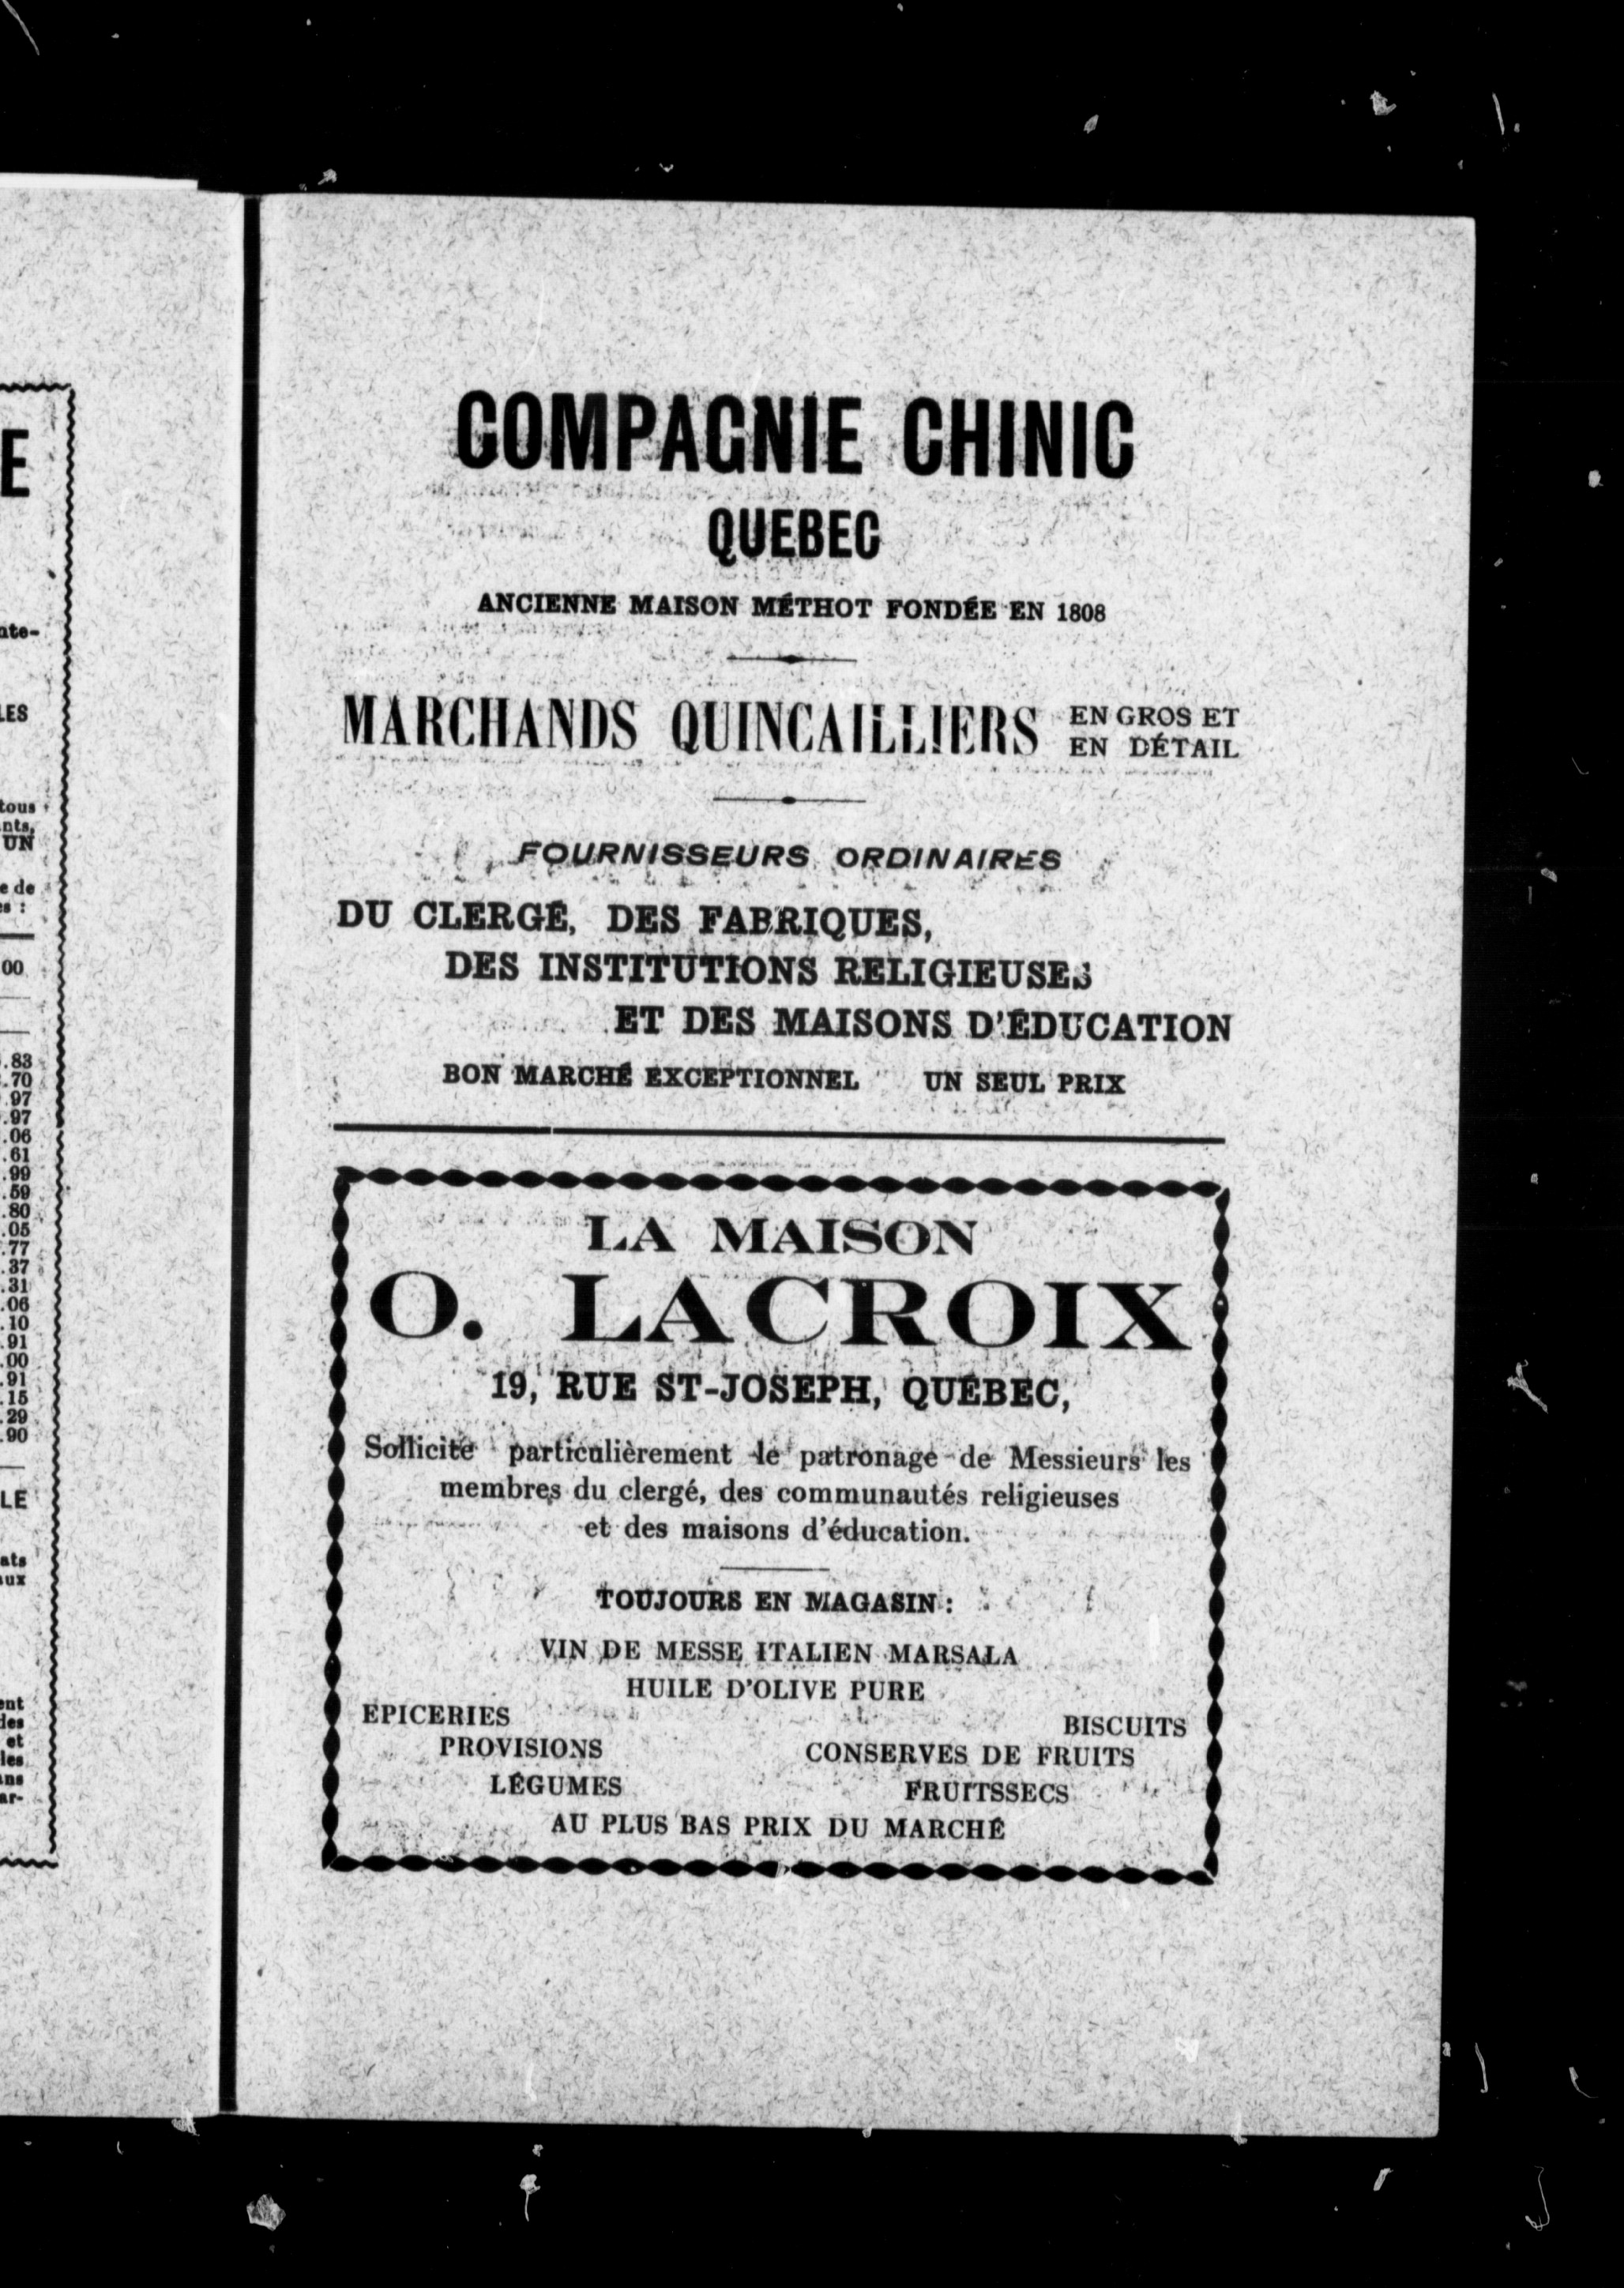 COMPAGNIE CHINIC
QUEBEC
ANCIENNE MAISON MÉTHOT FONDÉE EN 1808
MARCHANDS QUINCAILLIERS EN GROS ET
EN DÉTAIL
FOURNISSEURS ORDINAIRES
DU CLERGÉ, DES FABRIQUES,
DES INSTITUTIONS RELIGIEUSES
ET DES MAISONS D'ÉDUCATION
BON MARCHÉ EXCEPTIONNEL UN SEUL PRIX
LA MAISON
O. LACROIX
19, RUE ST-JOSEPH, QUÉBEC,
Sollicite particulièrement le patronage de Messieurs les
membres du clergé, des communautés religieuses
et des maisons d'éducation.
TOUJOURS EN MAGASIN :
VIN DE MESSE ITALIEN MARSALA
HUILE D'OLIVE PURE
EPICERIES BISCUITS
PROVISIONS CONSERVES DE FRUITS
LÉGUMES FRUITSSECS
AU PLUS BAS PRIX DU MARCHÉ